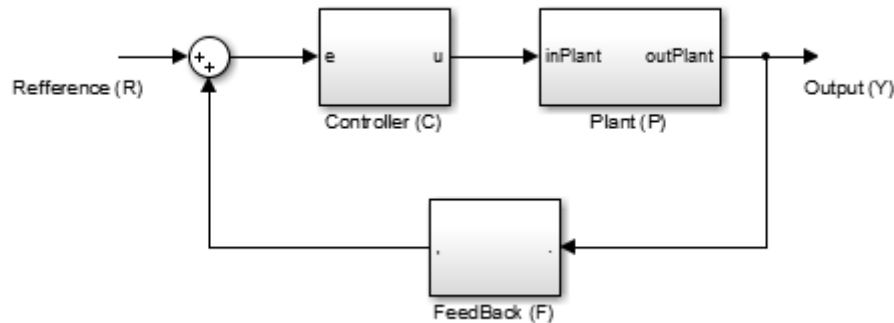 +
+
e
u
inPlant
outPlant
Refference (R)
Controller (C)
Plant (P)
Output (Y)
FeedBack (F)